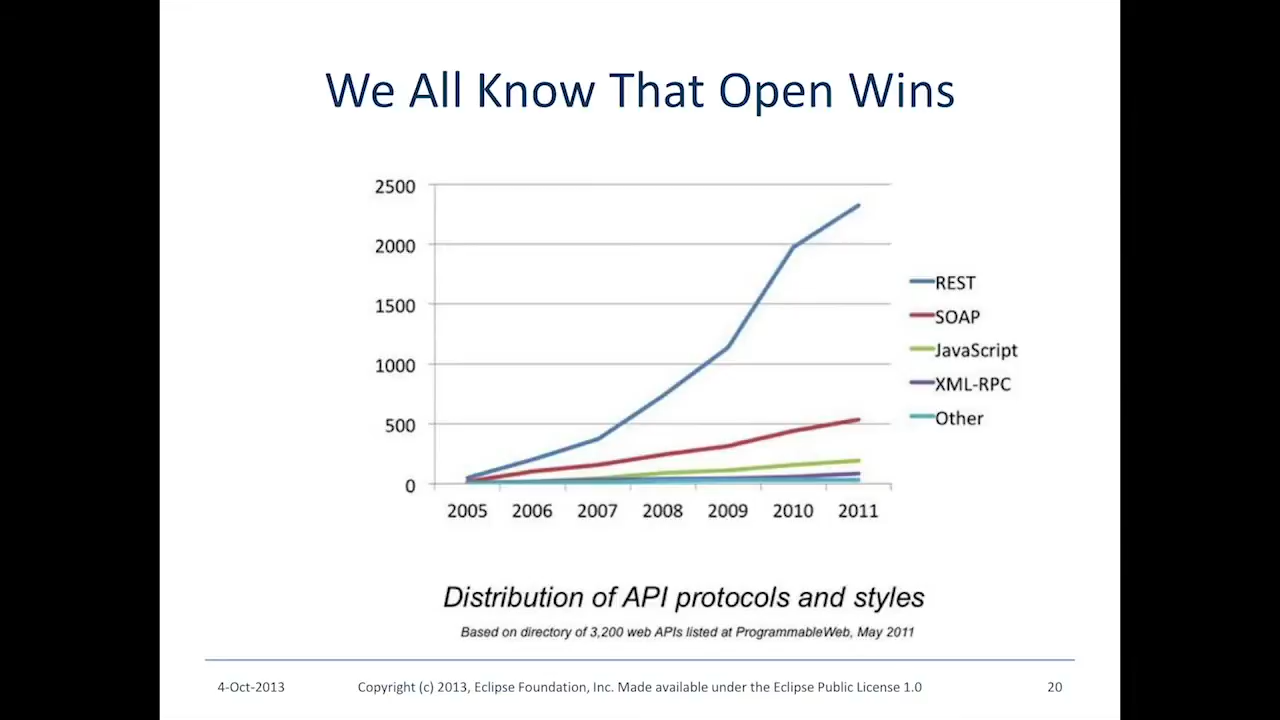 We All Know That Open Wins
2500
2000
1500
1000
500
0
2005 2006 2007 2008 2009 2010 2011
REST
SOAP
JavaScript
XML-RPC
Other
Distribution of API protocols and styles
Based on directory of 3,200 web APIs listed at ProgrammableWeb, May 2011
4-Oct-2013 Copyright (c) 2013, Eclipse Foundation, Inc. Made available under the Eclipse Public License 1.0 20